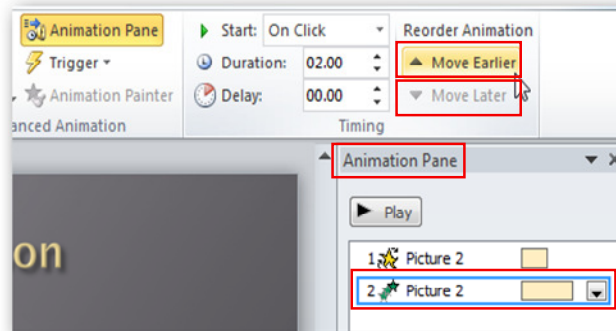 Animation Pane
Start: On Click
Reorder Animation
Trigger
Duration: 02.00
Move Earlier
Animation Painter
Delay: 00.00
Move Later
anced Animation
Timing
Animation Pane
Play
on
1 Picture 2
2 Picture 2